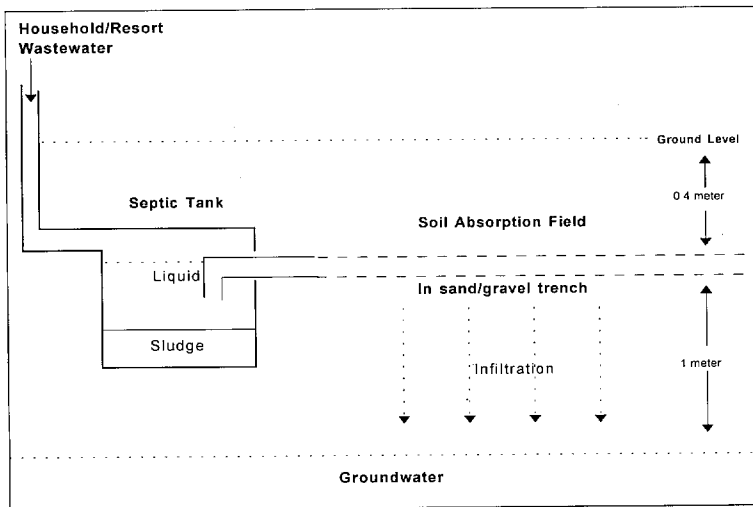 Household/Resort
Wastewater
Ground Level
0 4 meter
Septic Tank
Soil Absorption Field
Liquid
In sand/gravel trench
Sludge
Infiltration
1 meter
Groundwater